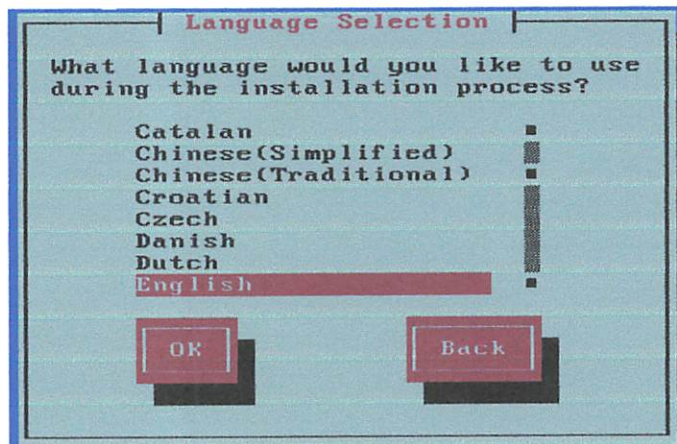 Language Selection
What language would you like to use
during the installation process?
Catalan
Chinese(Simplified)
Chinese(Traditional)
Croatian
Czech
Danish
Dutch
English
OK Back